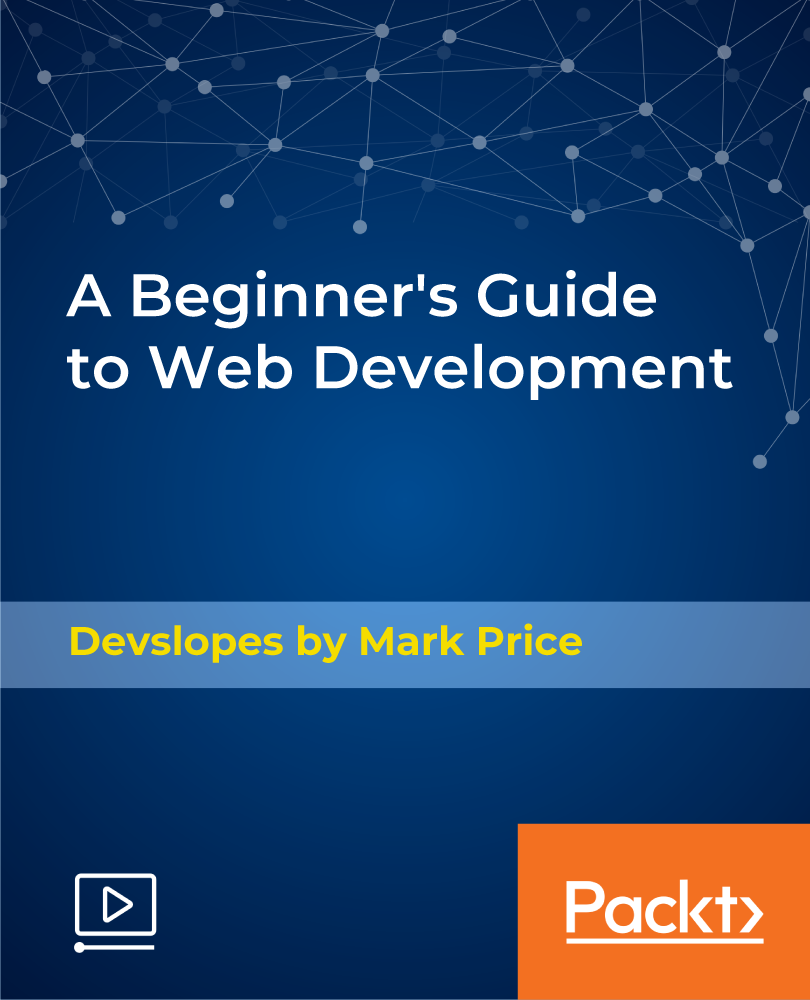 A Beginner's Guide
to Web Development
Devslopes by Mark Price
Packt